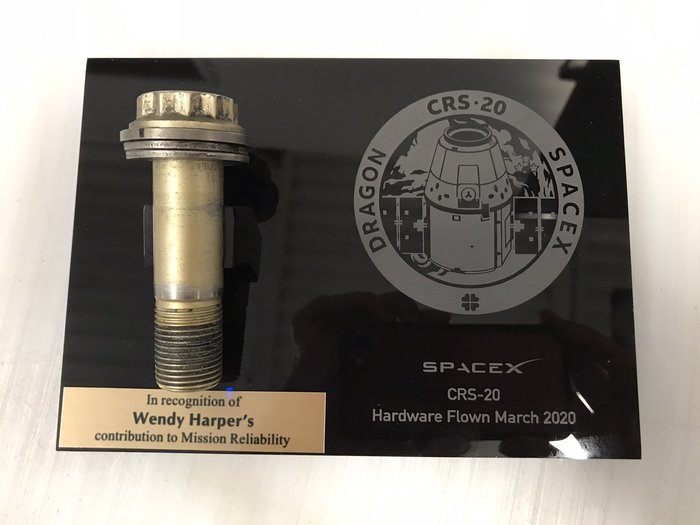 CRS·20
DRAGON
SPACEX
SPACEX
CRS-20
Hardware Flown March 2020
In recognition of
Wendy Harper's
contribution to Mission Reliability